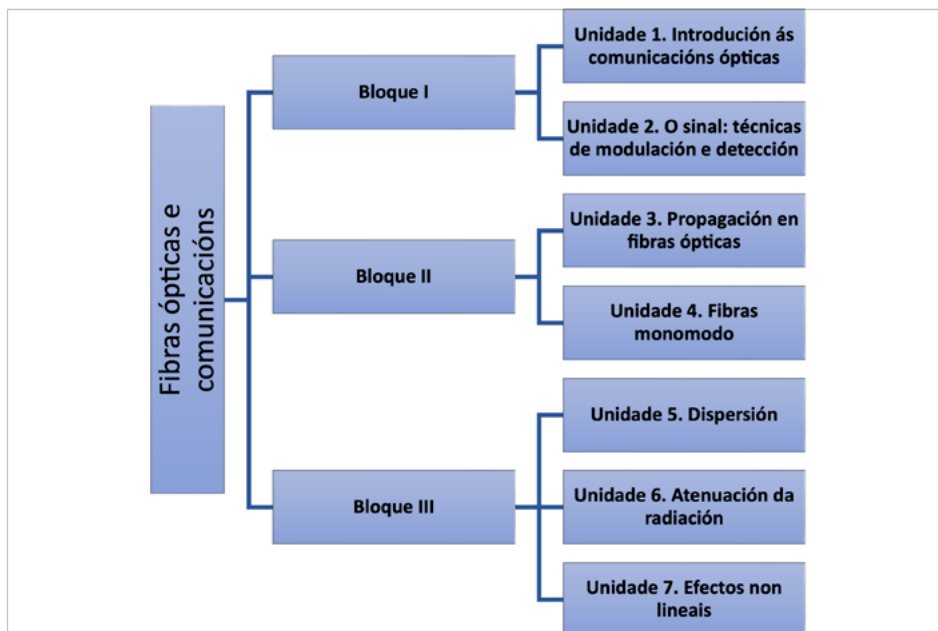 Fibras ópticas e
comunicacións
Bloque I
Unidade 1. Introdución ás
comunicacións ópticas
Unidade 2. O sinal: técnicas
de modulación e detección
Bloque II
Unidade 3. Propagación en
fibras ópticas
Unidade 4. Fibras
monomodo
Bloque III
Unidade 5. Dispersión
Unidade 6. Atenuación da
radiación
Unidade 7. Efectos non
lineais